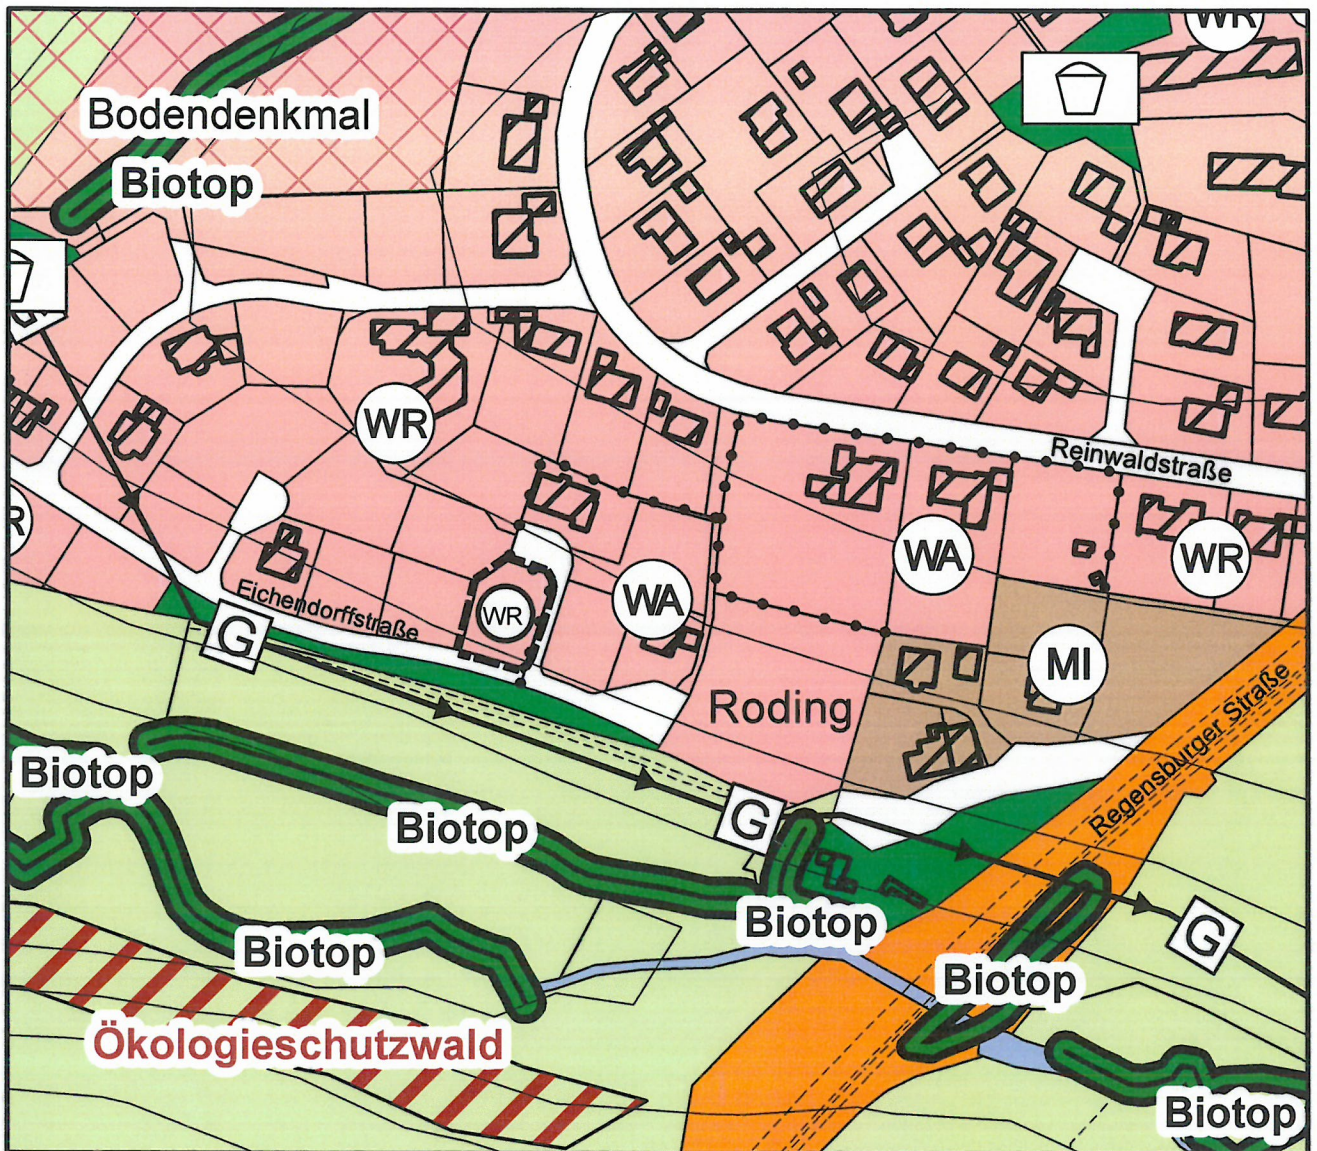 WR
Bodendenkmal
Biotop
WR
Reinwaldstraße
R
WA
WR
WA
WR
Eichendorffstraße
G
MI
Roding
Regensburger Straße
Biotop
G
Biotop
Biotop
G
Biotop
Biotop
Ökologieschutzwald
Biotop